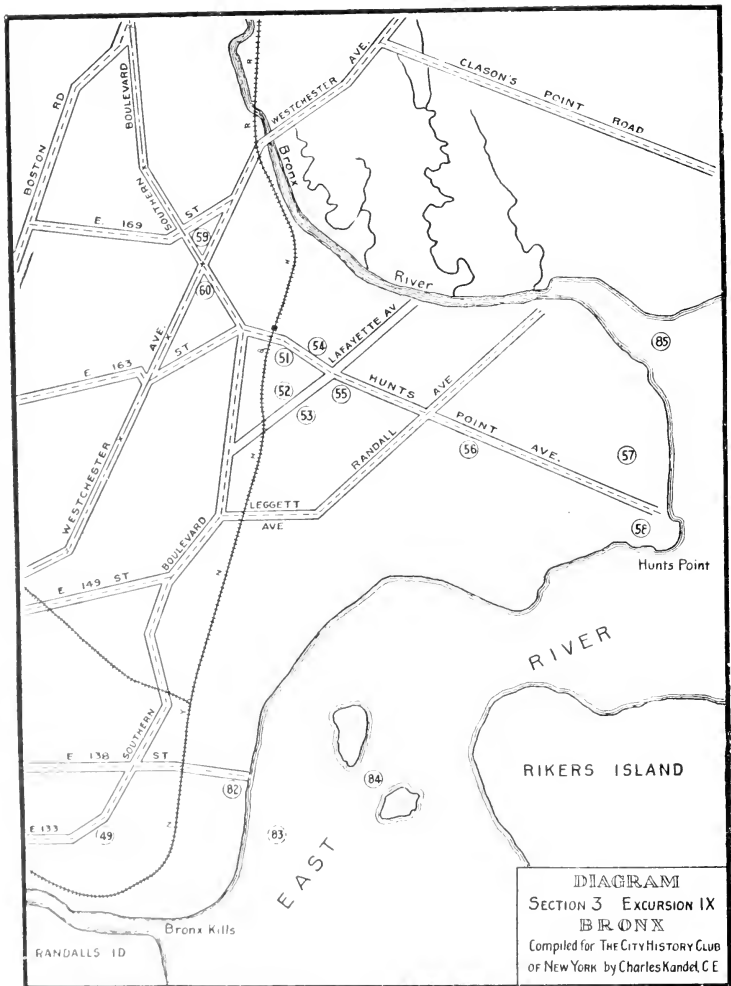 BOSTON RD
BOULEVARD
SOUTHERN
R R
WESTCHESTER AVE.
CLASON'S POINT ROAD
Bronx
River
E. 169 ST
59
60
H
AVE.
E 163 ST
WESTCHESTER
51
54
LAFAYETTE AV
52
53
55
HUNTS POINT AVE.
RANDALL AVE
56
57
85
58
Hunts Point
LEGGETT AVE
N
BOULEVARD
E 149 ST
SOUTHERN
Y
E 138 ST
82
84
83
E 133
49
N
EAST RIVER
RIKERS ISLAND
Bronx Kills
RANDALLS ID
DIAGRAM
SECTION 3 EXCURSION IX
BRONX
Compiled for THE CITY HISTORY CLUB
OF NEW YORK by Charles Kandel, C E